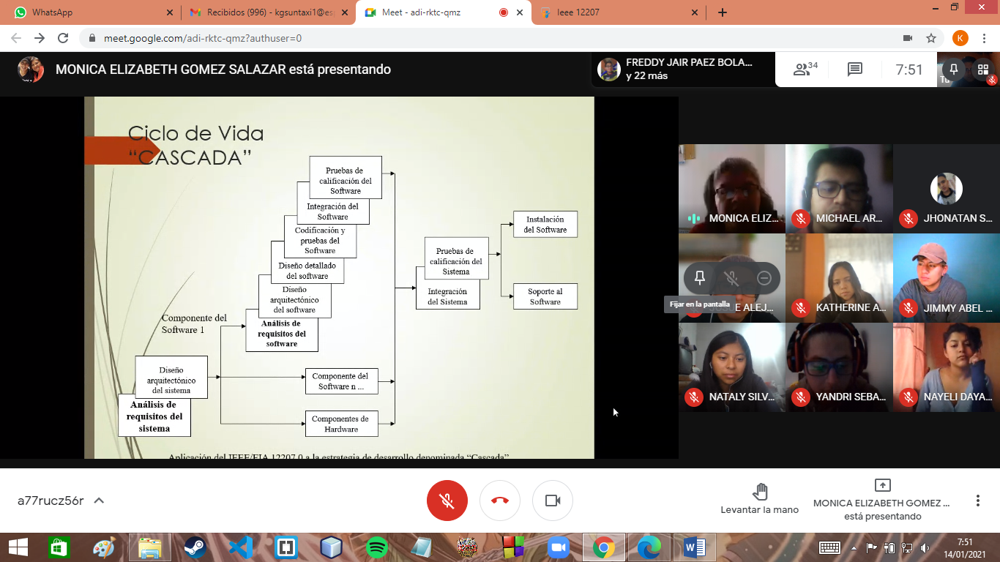 WhatsApp
Recibidos (996) - kgsuntaxi1@esp
Meet - adi-rktc-qmz
Ieee 12207
meet.google.com/adi-rktc-qmz?authuser=0
K
MONICA ELIZABETH GOMEZ SALAZAR está presentando
FREDDY JAIR PAEZ BOLA...
y 22 más
34
7:51
Tú
Ciclo de Vida
“CASCADA”
Pruebas de
calificación del
Software
Integración del
Software
Codificación y
pruebas del
Software
Diseño detallado
del software
Diseño
arquitectónico
del software
Análisis de
requisitos del
software
Componente del
Software 1
Diseño
arquitectónico
del sistema
Análisis de
requisitos del
sistema
Componente del
Software n ...
Componentes de
Hardware
Pruebas de
calificación del
Sistema
Integración
del Sistema
Instalación
del Software
Soporte al
Software
Aplicación del IEEE/EIA 12207.0 a la estrategia de desarrollo denominada “Cascada”
MONICA ELIZ...
MICHAEL AR...
JHONATAN S...
Fijar en la pantalla
E ALEJ...
KATHERINE A...
JIMMY ABEL ...
NATALY SILV...
YANDRI SEBA...
NAYELI DAYA...
a77rucz56r
Levantar la mano
MONICA ELIZABETH GOMEZ ...
está presentando
7:51
14/01/2021